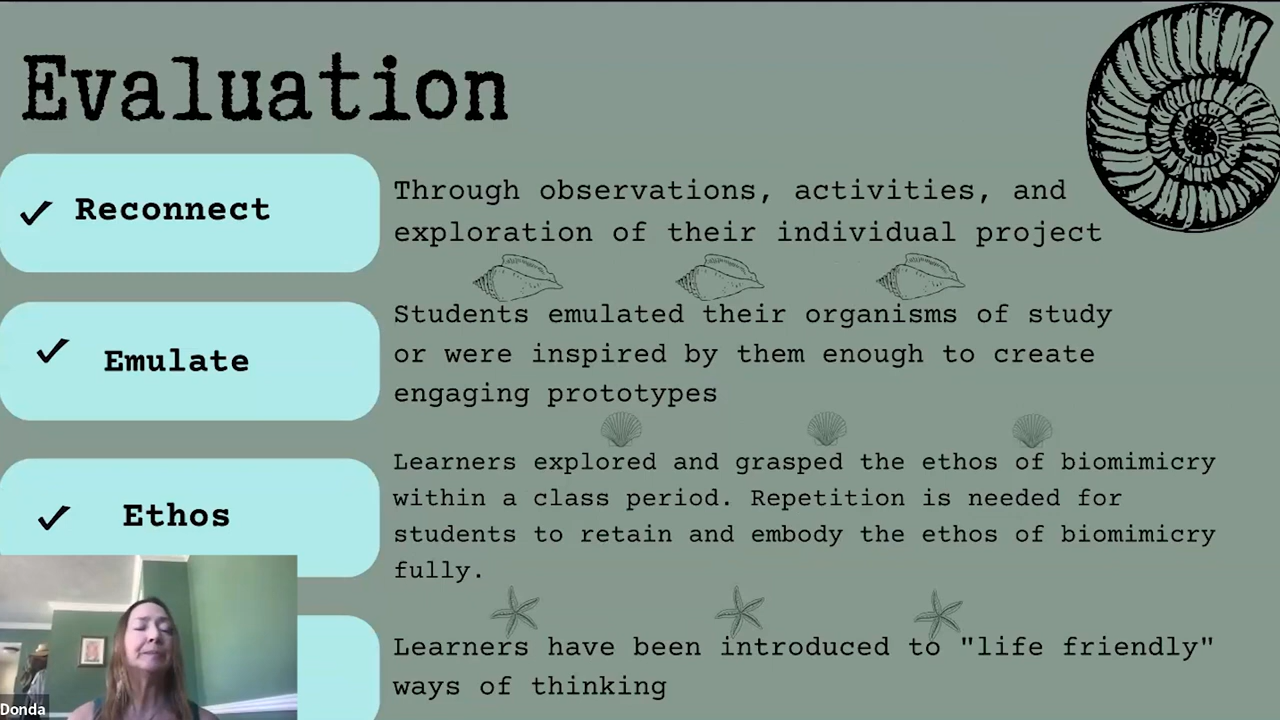 Evaluation
✓ Reconnect
Through observations, activities, and
exploration of their individual project
✓ Emulate
Students emulated their organisms of study
or were inspired by them enough to create
engaging prototypes
✓ Ethos
Learners explored and grasped the ethos of biomimicry
within a class period. Repetition is needed for
students to retain and embody the ethos of biomimicry
fully.
Learners have been introduced to "life friendly"
ways of thinking
Donda